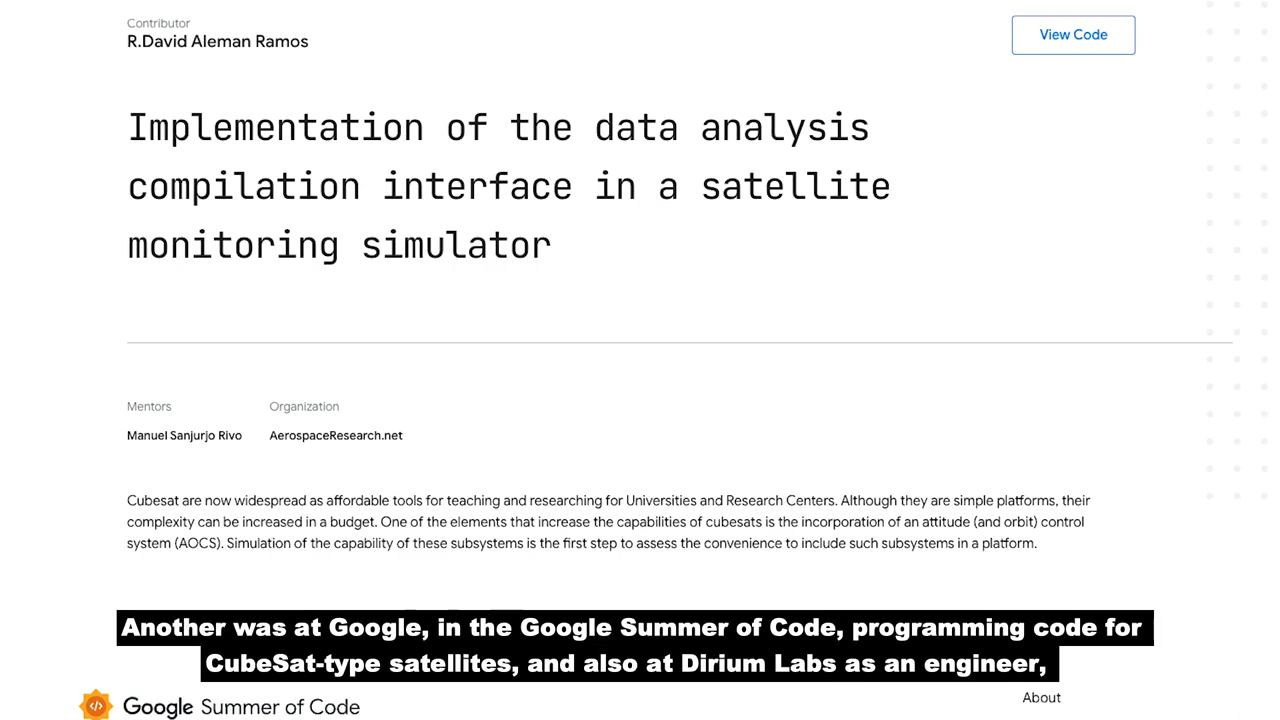 Contributor
R.David Aleman Ramos
View Code
Implementation of the data analysis
compilation interface in a satellite
monitoring simulator
Mentors
Organization
Manuel Sanjurjo Rivo
AerospaceResearch.net
Cubesat are now widespread as affordable tools for teaching and researching for Universities and Research Centers. Although they are simple platforms, their
complexity can be increased in a budget. One of the elements that increase the capabilities of cubesats is the incorporation of an attitude (and orbit) control
system (AOCS). Simulation of the capability of these subsystems is the first step to assess the convenience to include such subsystems in a platform.
Another was at Google, in the Google Summer of Code, programming code for
CubeSat-type satellites, and also at Dirium Labs as an engineer,
Google Summer of Code
About